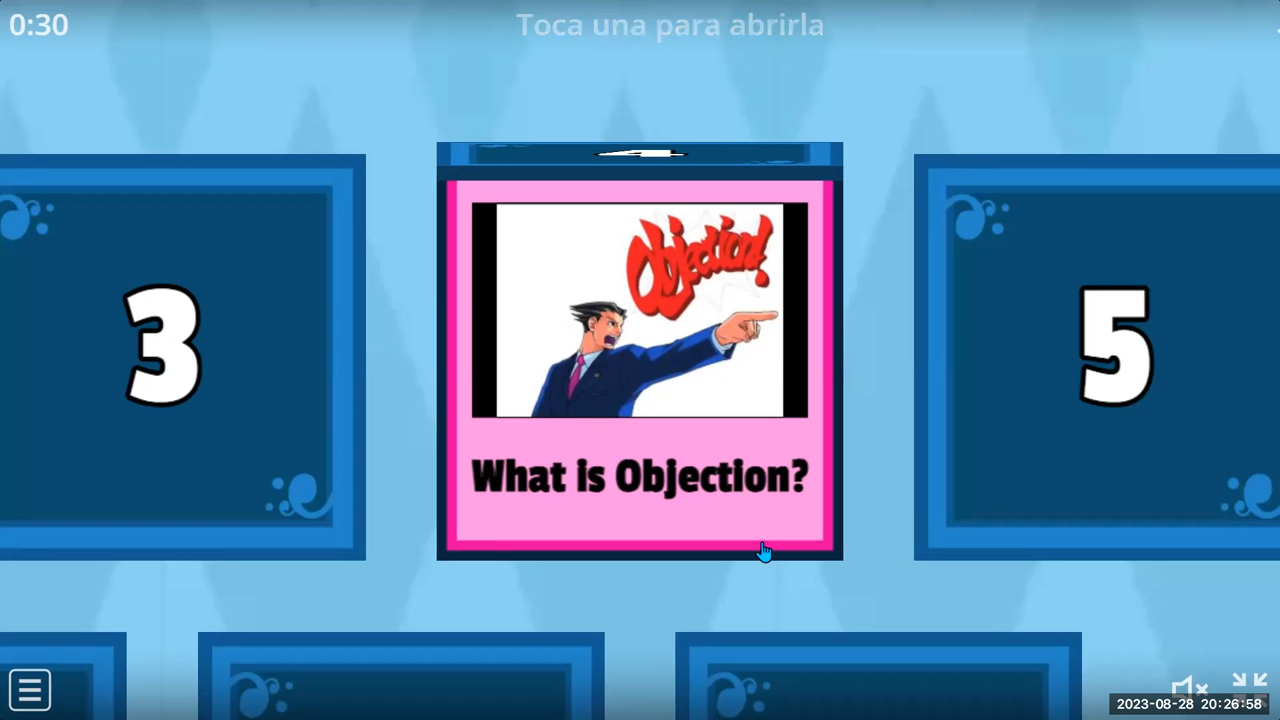 0:30
Toca una para abrirla
3
Objection!
5
What is Objection?
2023-08-28 20:26:58